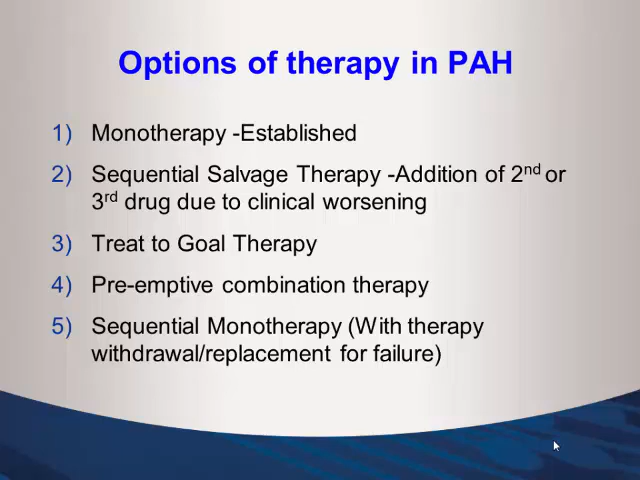 Options of therapy in PAH
1) Monotherapy -Established
2) Sequential Salvage Therapy -Addition of 2nd or
3rd drug due to clinical worsening
3) Treat to Goal Therapy
4) Pre-emptive combination therapy
5) Sequential Monotherapy (With therapy
withdrawal/replacement for failure)